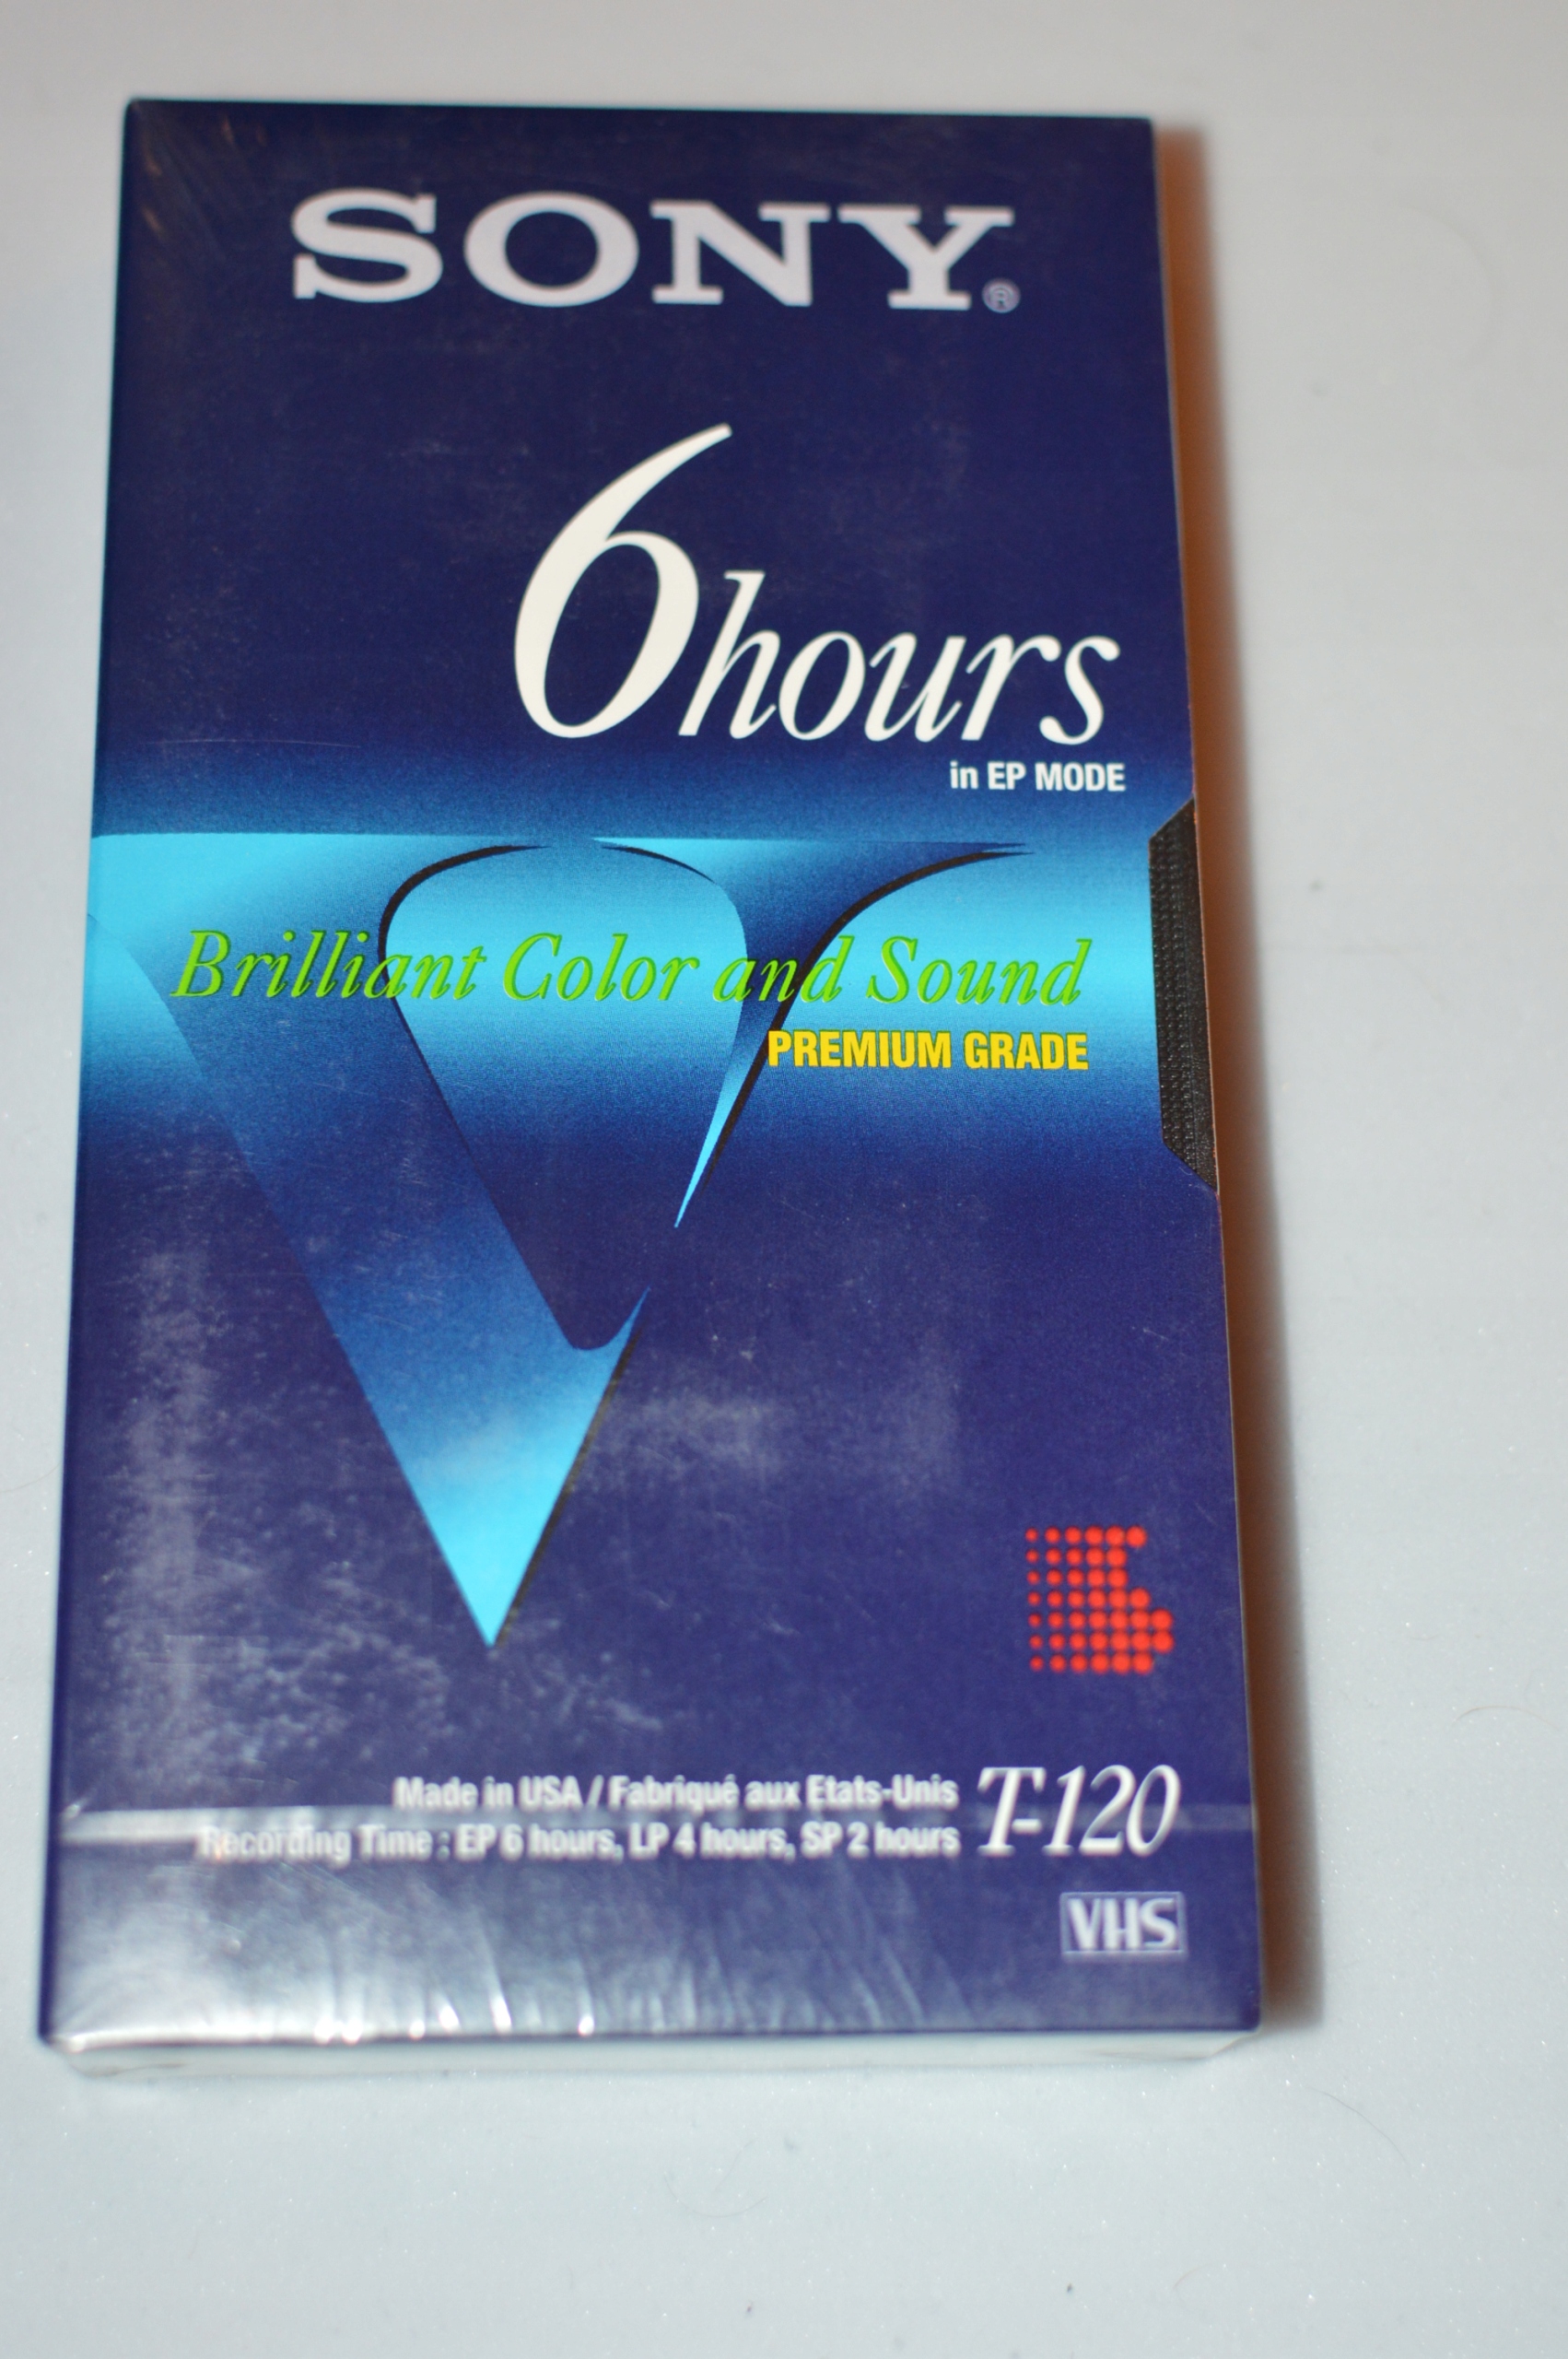 SONY®
6hours
in EP MODE
Brilliant Color and Sound
PREMIUM GRADE
Made in USA / Fabriqué aux Etats-Unis
Recording Time : EP 6 hours, LP 4 hours, SP 2 hours
T-120
VHS